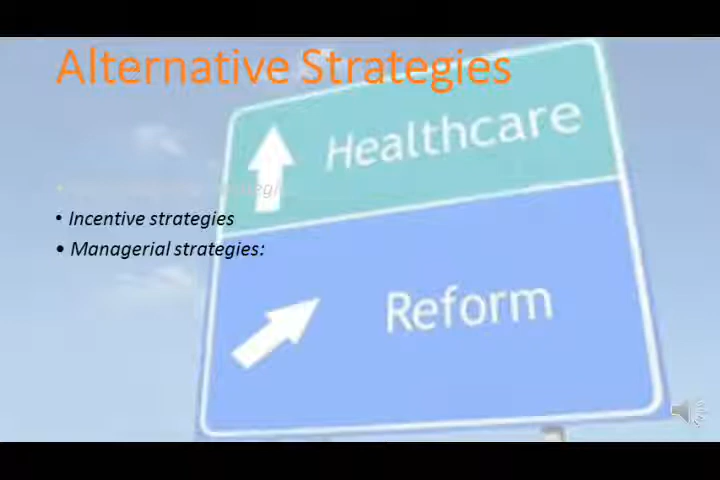 Alternative Strategies
Healthcare
• Incentive strategies
• Managerial strategies:
Reform